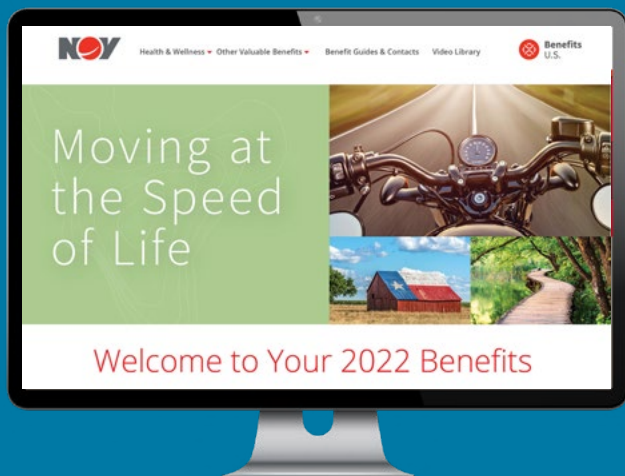 NOV
Health & Wellness Other Valuable Benefits Benefit Guides & Contacts Video Library
Benefits
U.S.
Moving at
the Speed
of Life
Welcome to Your 2022 Benefits